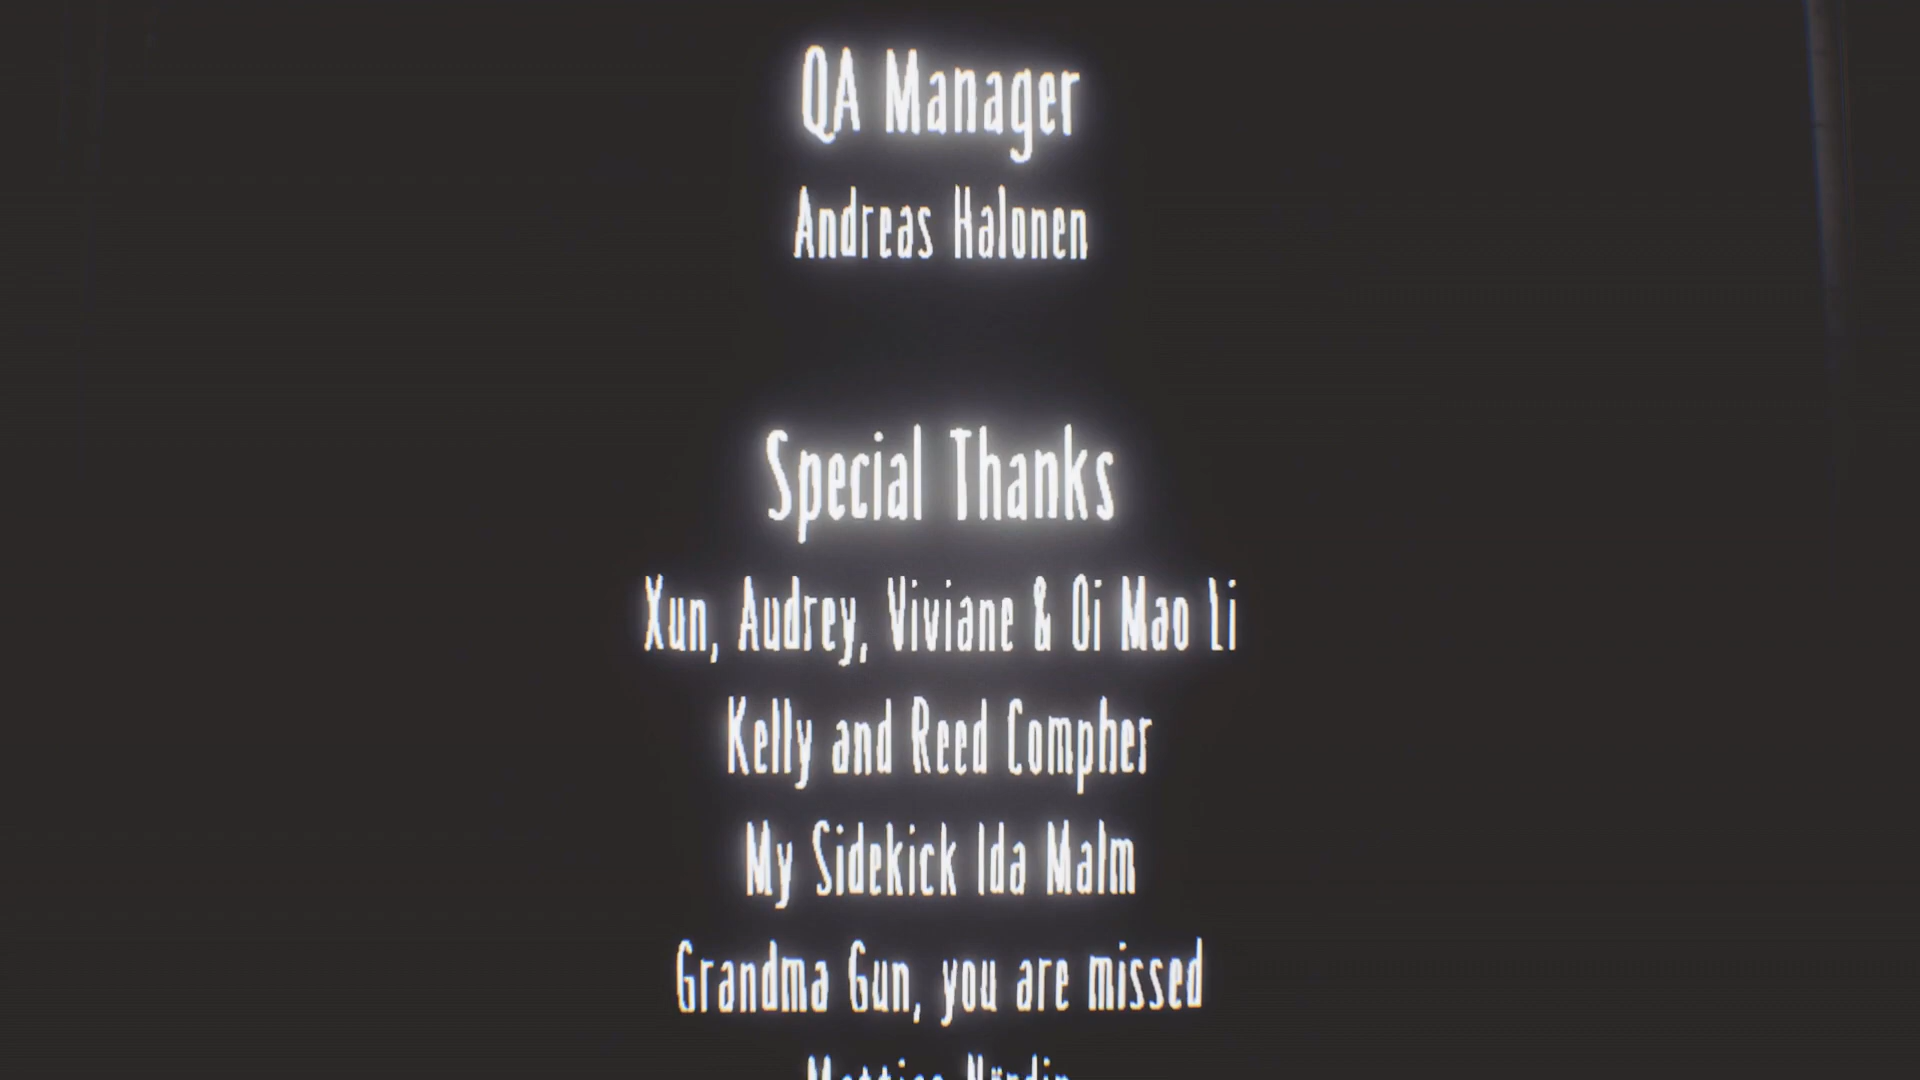 QA Manager
Andreas Halonen
Special Thanks
Xun, Audrey, Viviane & Oi Mao Li
Kelly and Reed Compher
My Sidekick Ida Malm
Grandma Gun, you are missed